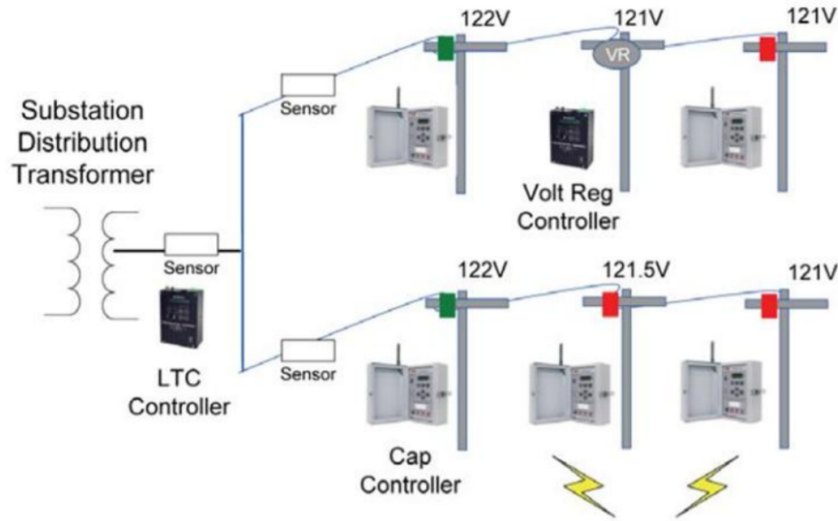 122V
121V
121V
VR
Sensor
Substation
Distribution
Transformer
Volt Reg
Controller
Sensor
122V
121.5V
121V
LTC
Controller
Sensor
Cap
Controller